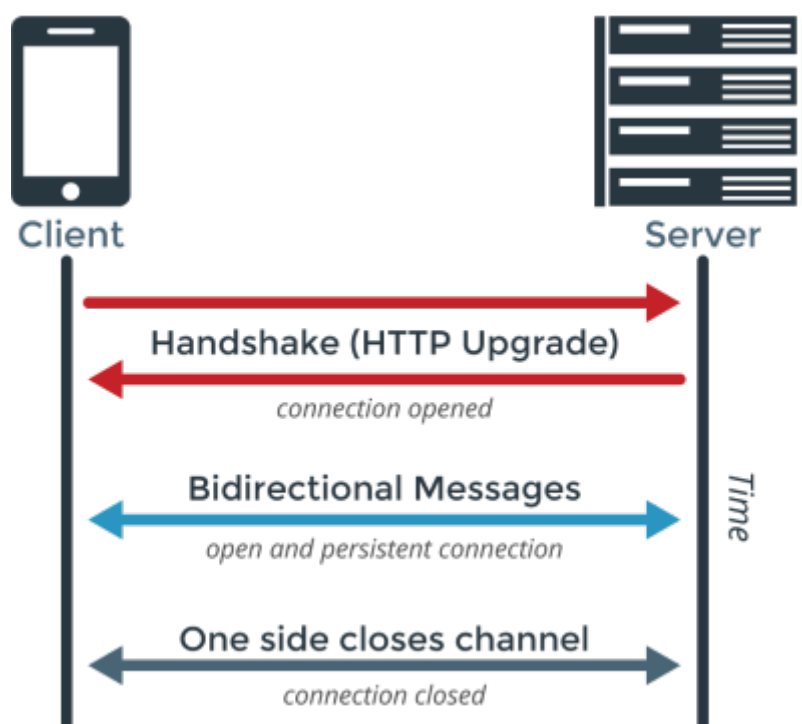 Client
Server
Handshake (HTTP Upgrade)
connection opened
Bidirectional Messages
open and persistent connection
Time
One side closes channel
connection closed